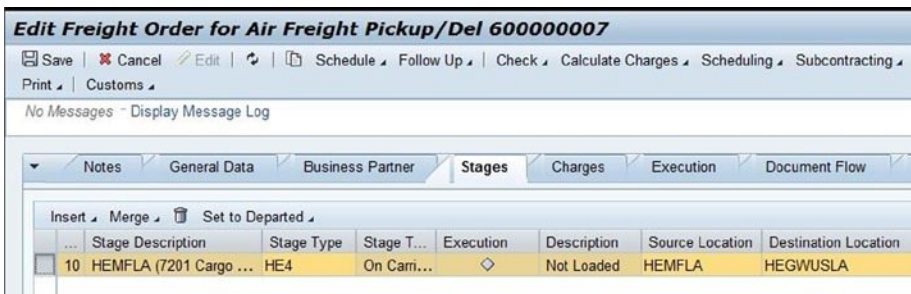 Edit Freight Order for Air Freight Pickup/Del 600000007
Save | Cancel Edit | | Schedule Follow Up | Check Calculate Charges Scheduling Subcontracting
Print | Customs
No Messages - Display Message Log
Notes General Data Business Partner Stages Charges Execution Document Flow
Insert Merge Set to Departed
... Stage Description Stage Type Stage T... Execution Description Source Location Destination Location
10 HEMFLA (7201 Cargo ... HE4 On Carri... Not Loaded HEMFLA HEGWUSLA